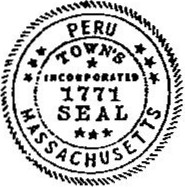 PERU
TOWN'S
INCORPORATED
1771
SEAL
MASSACHUSETTS